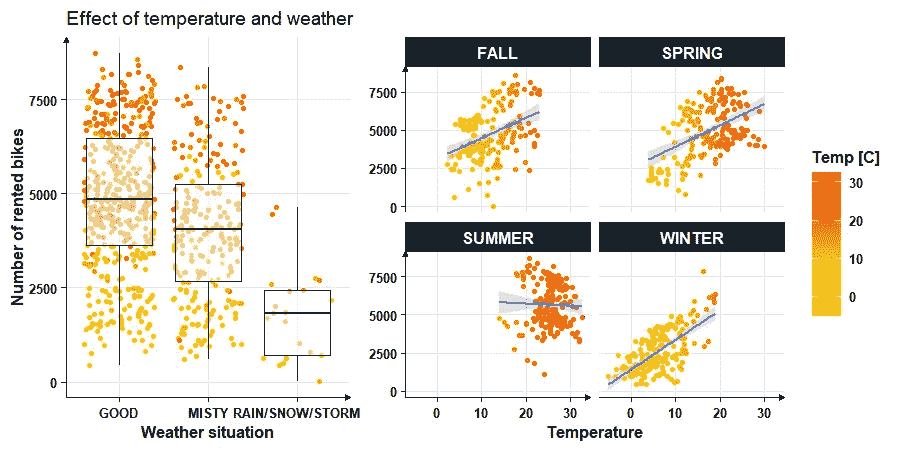 Effect of temperature and weather
Number of rented bikes
7500
5000
2500
0
GOOD MISTY RAIN/SNOW/STORM
Weather situation
FALL SPRING
7500
5000
2500
0
SUMMER WINTER
7500
5000
2500
0
0 10 20 30 0 10 20 30
Temperature
Temp [C]
30
20
10
0